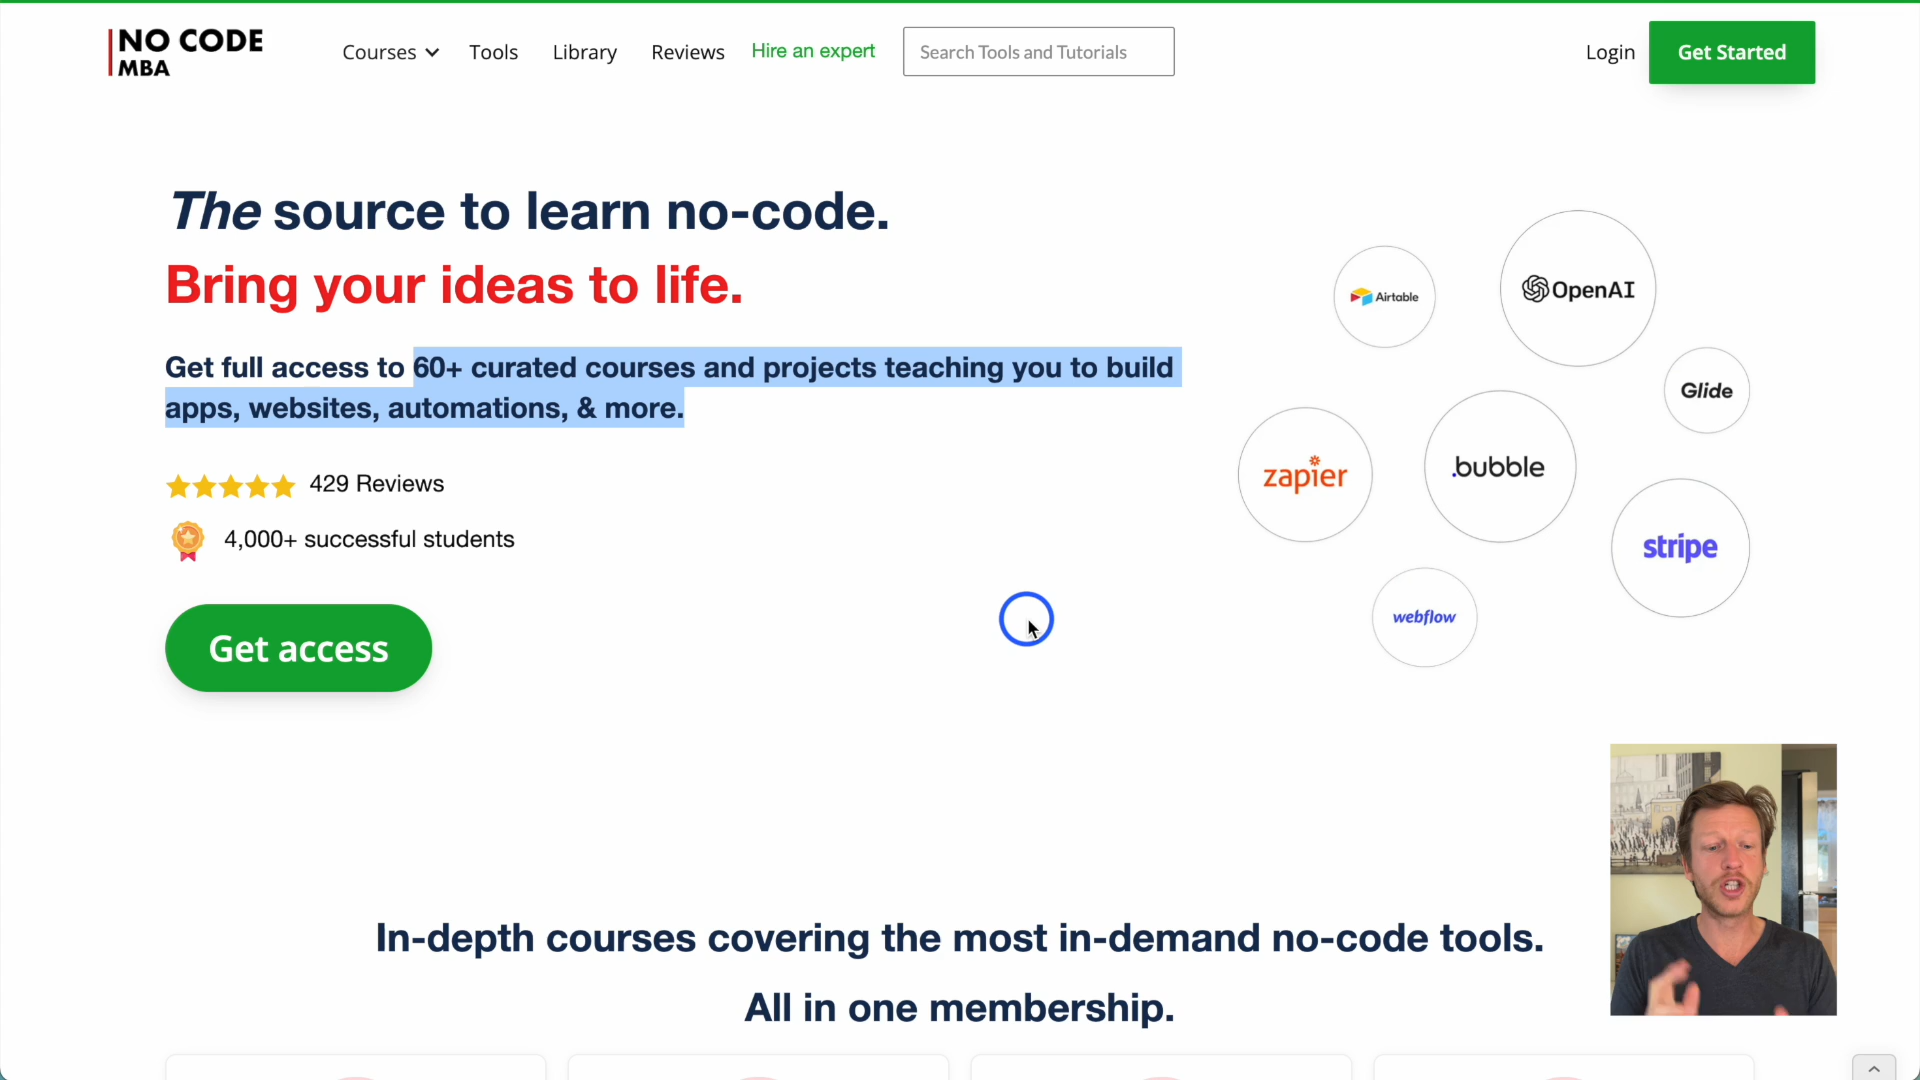 NO CODE
MBA
Courses
Tools
Library
Reviews
Hire an expert
Search Tools and Tutorials
Login
Get Started
The source to learn no-code.
Bring your ideas to life.
Get full access to 60+ curated courses and projects teaching you to build
apps, websites, automations, & more.
429 Reviews
4,000+ successful students
Get access
Airtable
OpenAI
Glide
zapier
.bubble
stripe
webflow
In-depth courses covering the most in-demand no-code tools.
All in one membership.